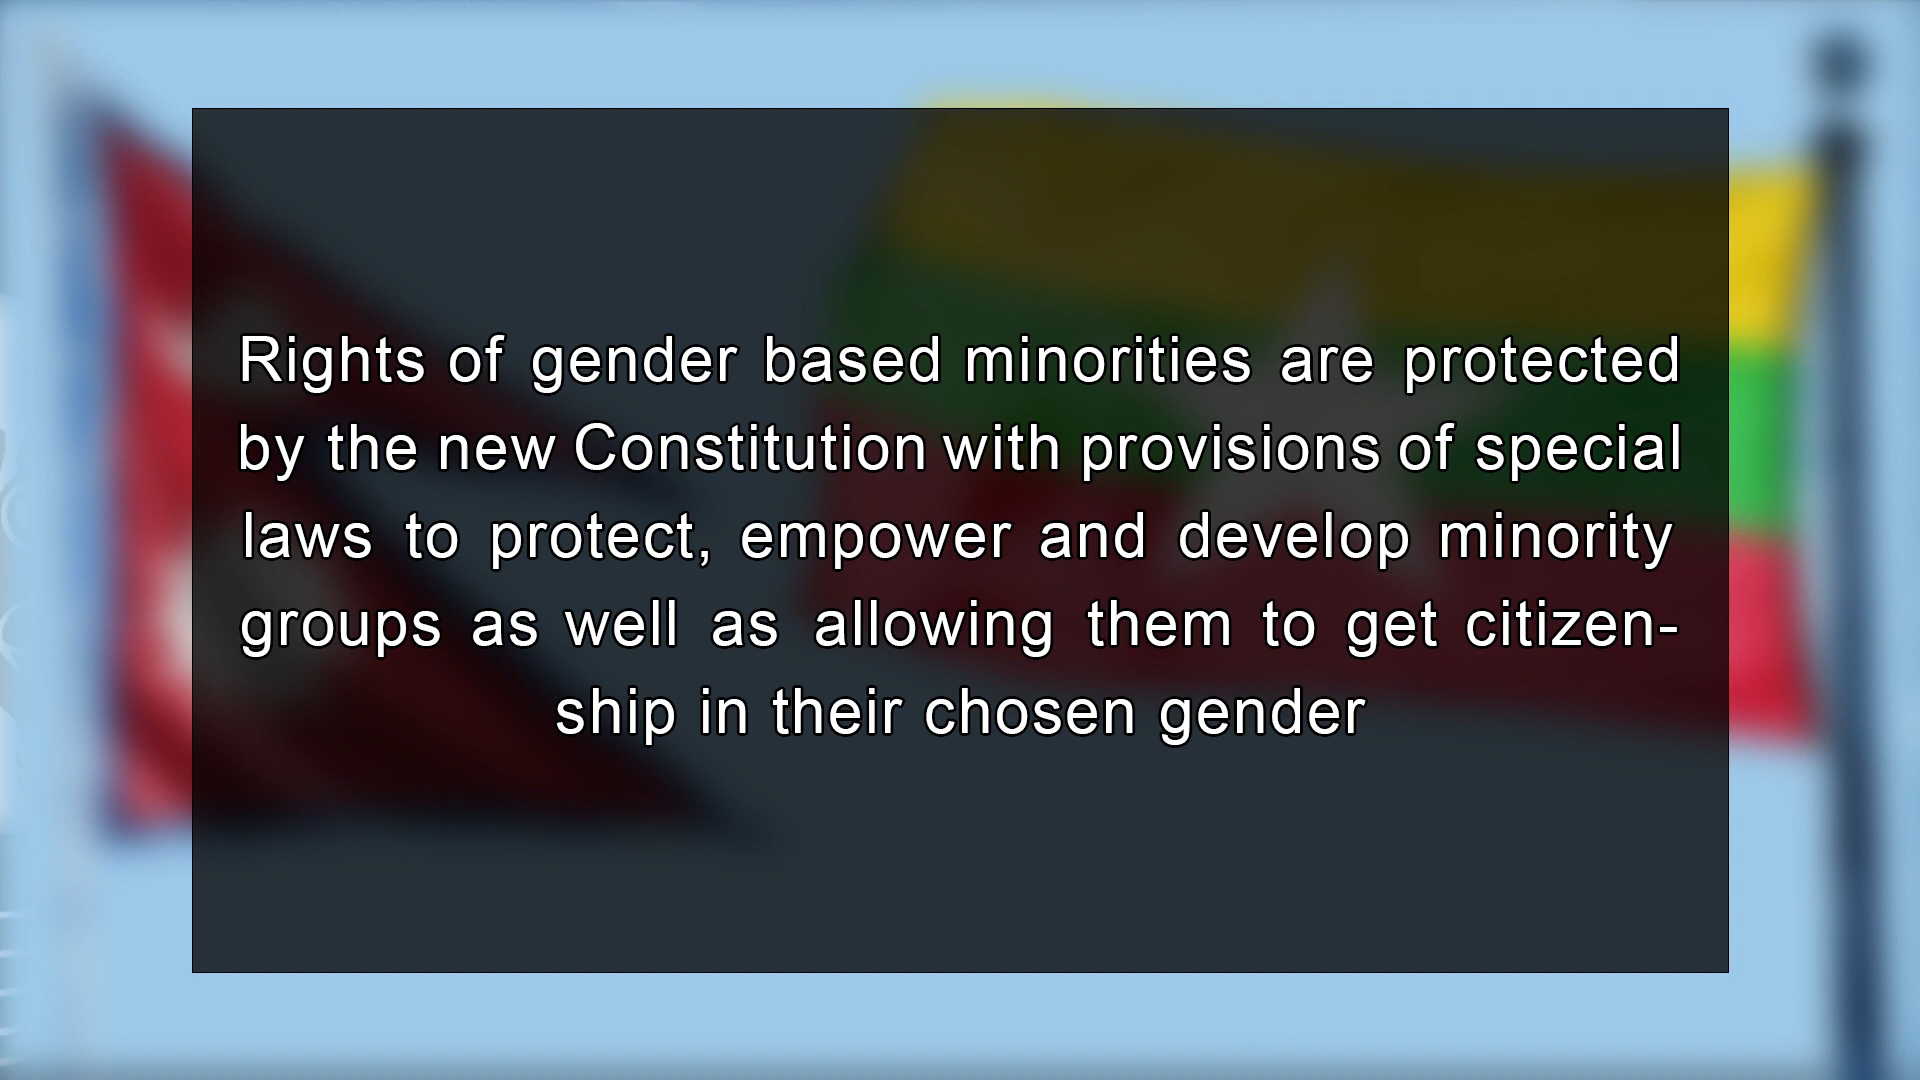 Rights of gender based minorities are protected
by the new Constitution with provisions of special
laws to protect, empower and develop minority
groups as well as allowing them to get citizen-
ship in their chosen gender